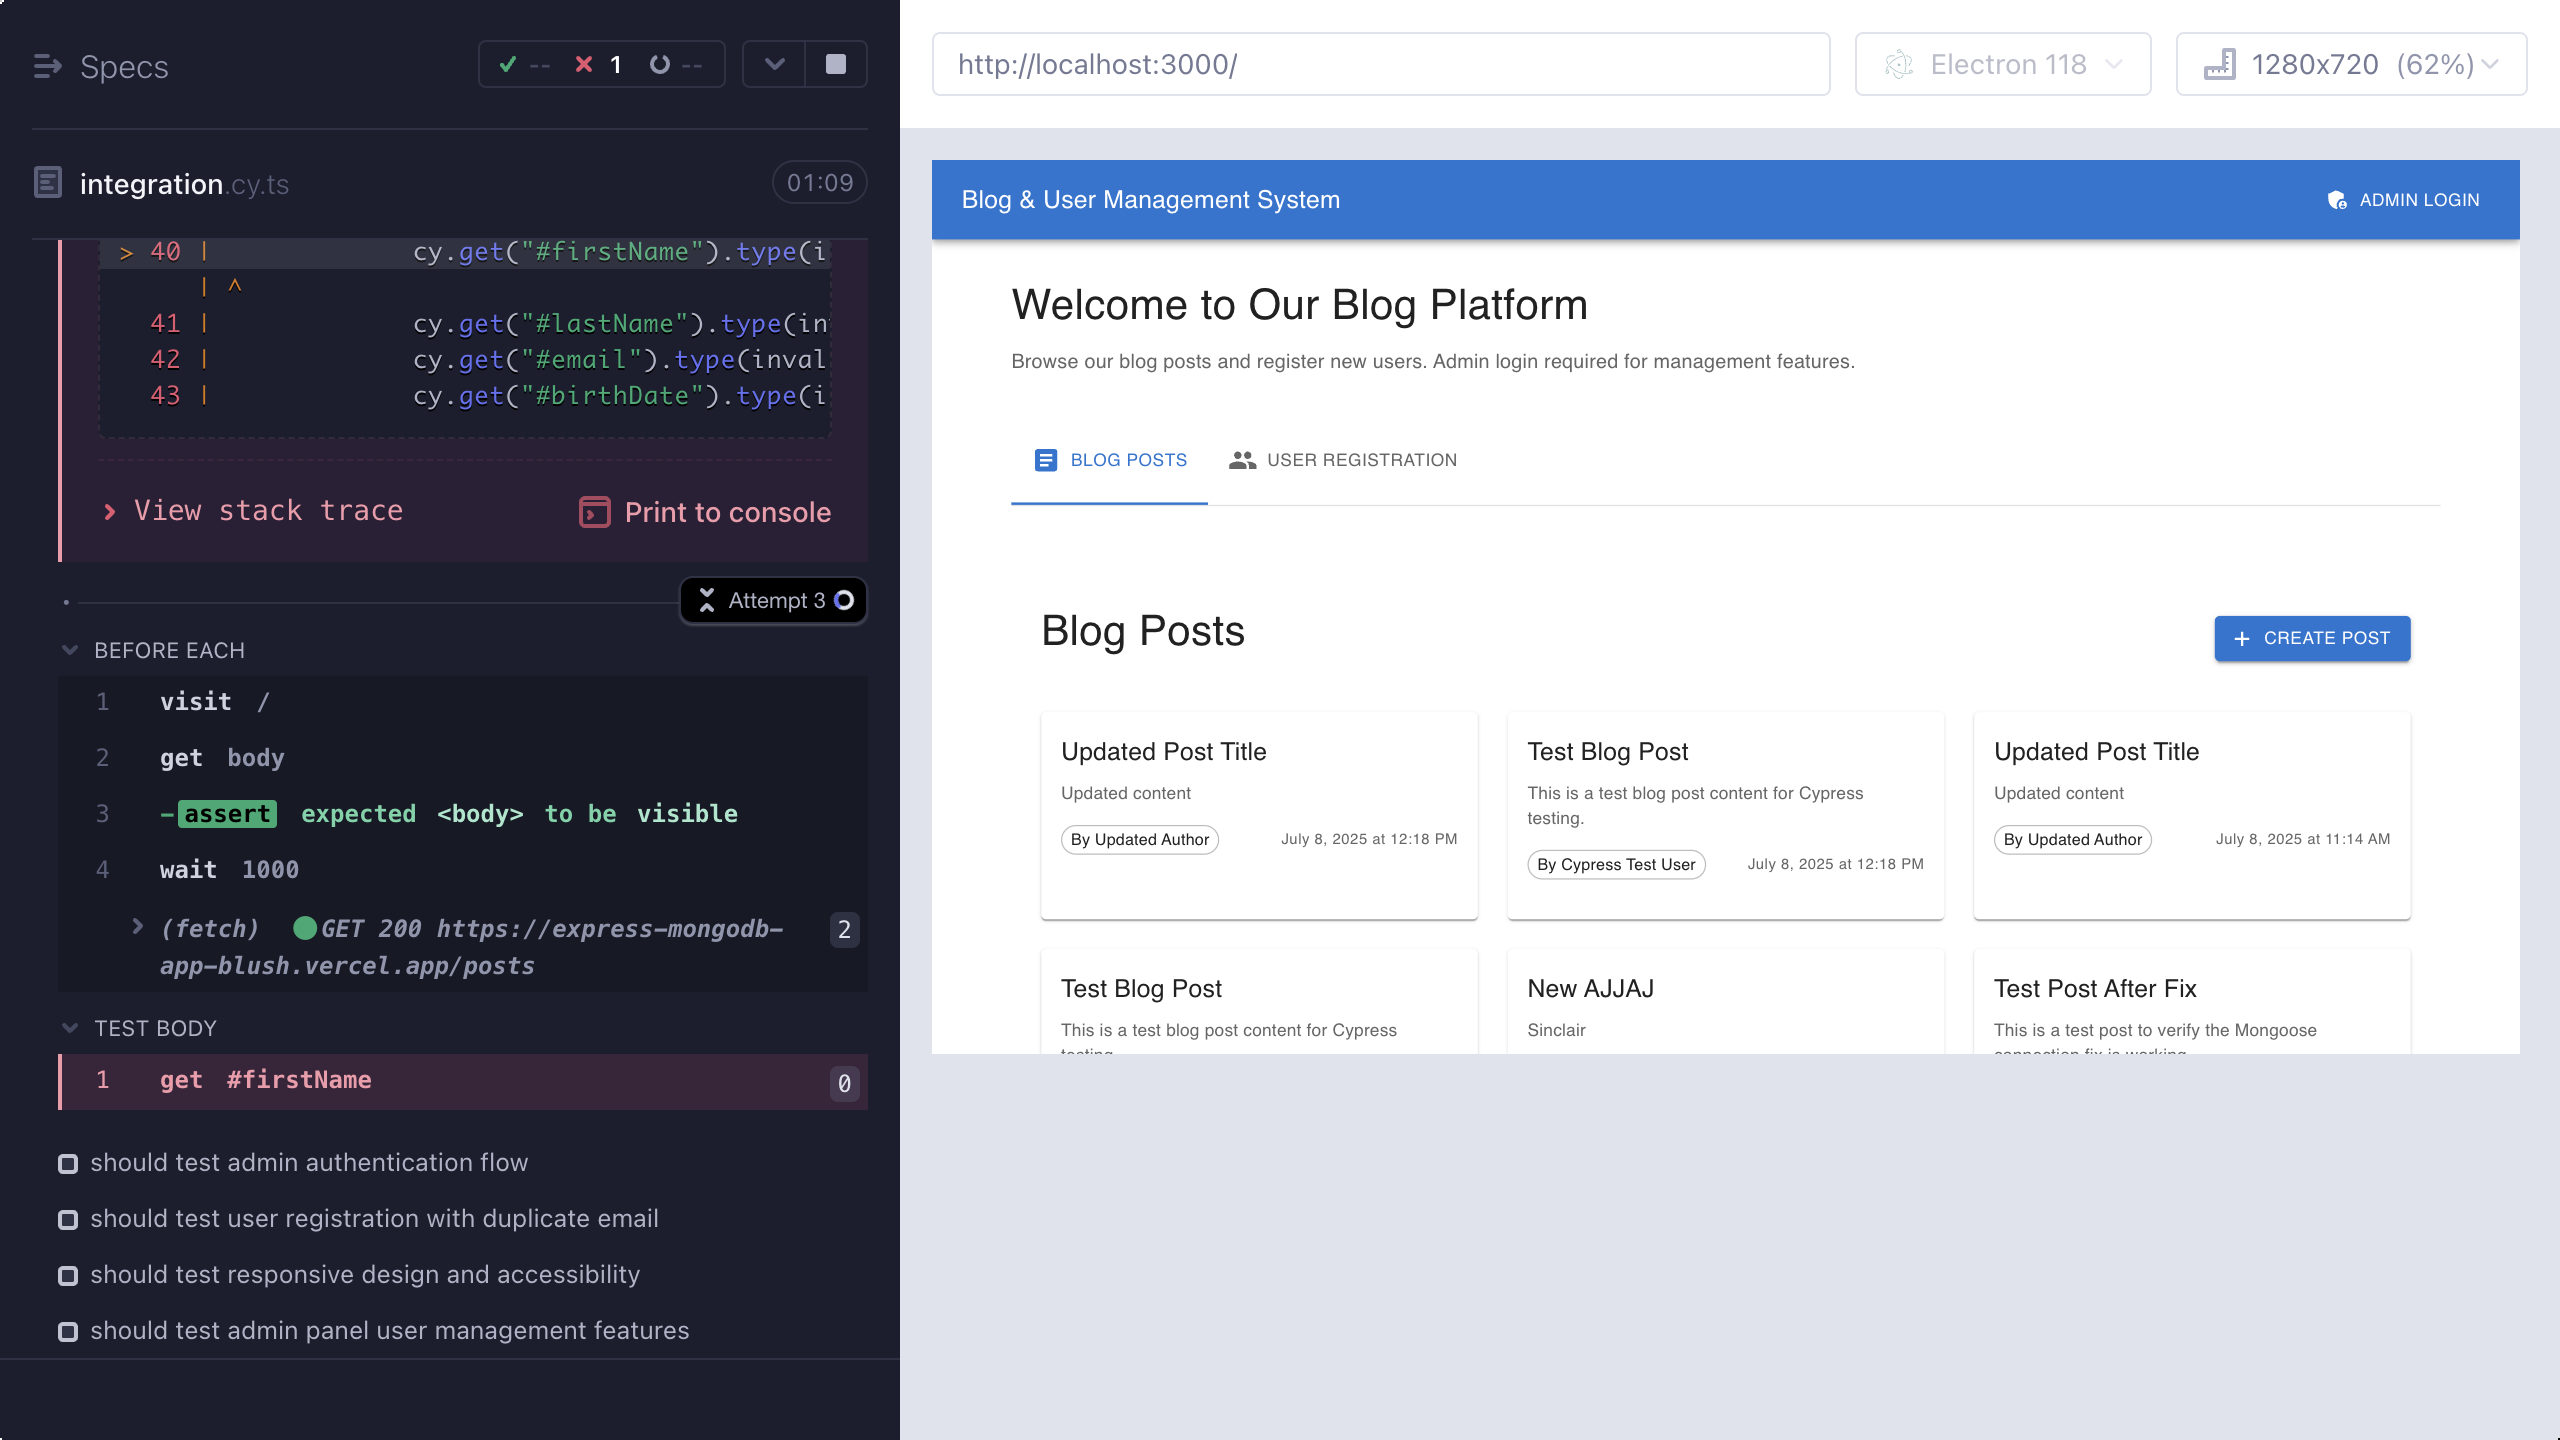 Specs
-- 1 --
integration.cy.ts 01:09
> 40 | cy.get("#firstName").type(i
| ^
41 | cy.get("#lastName").type(in
42 | cy.get("#email").type(inval
43 | cy.get("#birthDate").type(i
View stack trace
Print to console
Attempt 3
BEFORE EACH
1 visit /
2 get body
3 -assert expected <body> to be visible
4 wait 1000
(fetch) GET 200 https://express-mongodb-
app-blush.vercel.app/posts
2
TEST BODY
1 get #firstName 0
should test admin authentication flow
should test user registration with duplicate email
should test responsive design and accessibility
should test admin panel user management features
http://localhost:3000/
Electron 118
1280x720 (62%)
Blog & User Management System
ADMIN LOGIN
Welcome to Our Blog Platform
Browse our blog posts and register new users. Admin login required for management features.
BLOG POSTS
USER REGISTRATION
Blog Posts
+ CREATE POST
Updated Post Title
Updated content
By Updated Author
July 8, 2025 at 12:18 PM
Test Blog Post
This is a test blog post content for Cypress
testing.
By Cypress Test User
July 8, 2025 at 12:18 PM
Updated Post Title
Updated content
By Updated Author
July 8, 2025 at 11:14 AM
Test Blog Post
This is a test blog post content for Cypress
testing.
New AJJAJ
Sinclair
Test Post After Fix
This is a test post to verify the Mongoose
connection fix is working